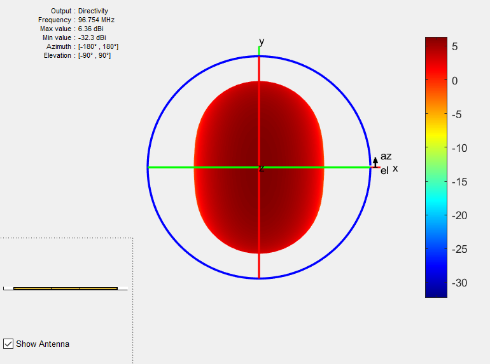 Output : Directivity
Frequency : 96.754 MHz
Max value : 6.36 dBi
Min value : -32.3 dBi
Azimuth : [-180° , 180°]
Elevation : [-90° , 90°]
y
az
el x
5
0
-5
-10
-15
-20
-25
-30
Show Antenna